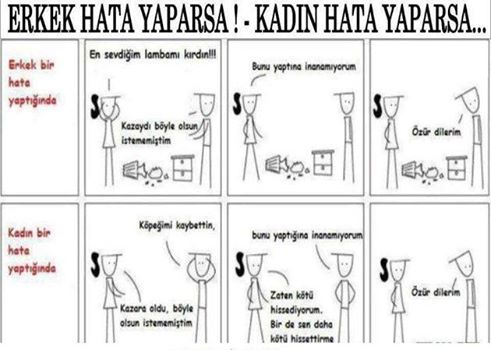 ERKEK HATA YAPARSA ! - KADIN HATA YAPARSA...
Erkek bir
hata
yaptığında
En sevdiğim lambamı kırdın!!!
Kazaydı böyle olsun
istememiştim
Bunu yaptına inanamıyorum
Özür dilerim
Kadın bir
hata
yaptığında
Köpeğimi kaybettin,
Kazara oldu, böyle
olsun istememiştim
bunu yaptığına inanamıyorum
Zaten kötü
hissediyorum.
Bir de sen daha
kötü hissettirme
Özür dilerim